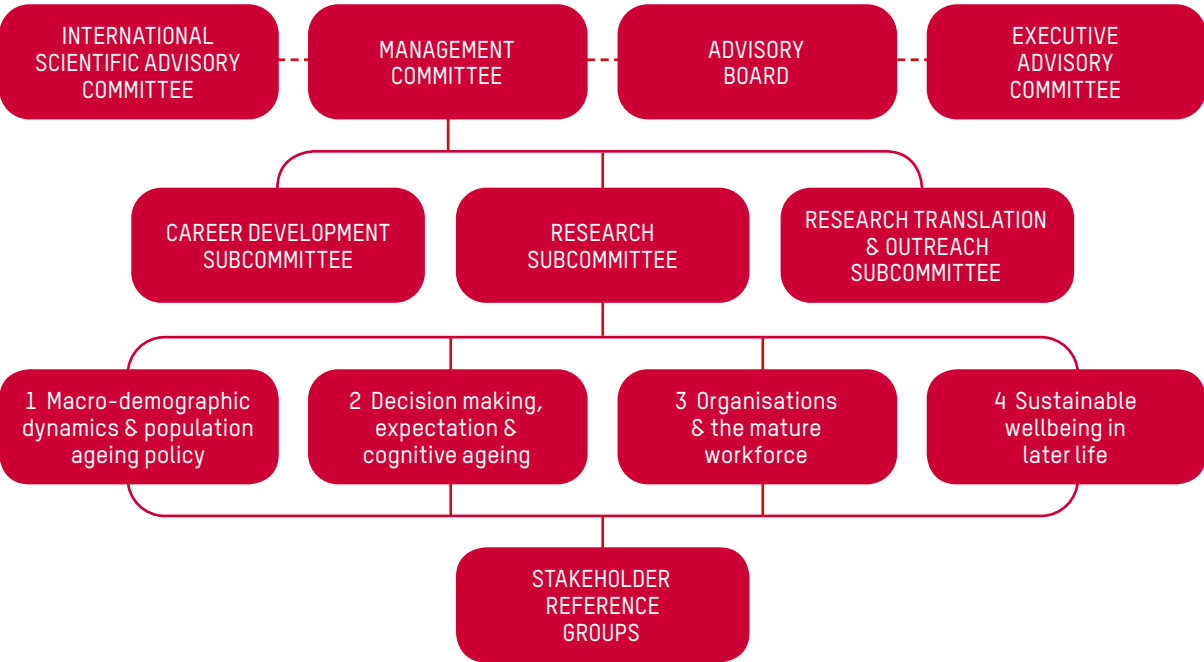 INTERNATIONAL
SCIENTIFIC ADVISORY
COMMITTEE
MANAGEMENT
COMMITTEE
ADVISORY
BOARD
EXECUTIVE
ADVISORY
COMMITTEE
CAREER DEVELOPMENT
SUBCOMMITTEE
RESEARCH
SUBCOMMITTEE
RESEARCH TRANSLATION
& OUTREACH
SUBCOMMITTEE
1 Macro-demographic
dynamics & population
ageing policy
2 Decision making,
expectation &
cognitive ageing
3 Organisations
& the mature
workforce
4 Sustainable
wellbeing in
later life
STAKEHOLDER
REFERENCE
GROUPS